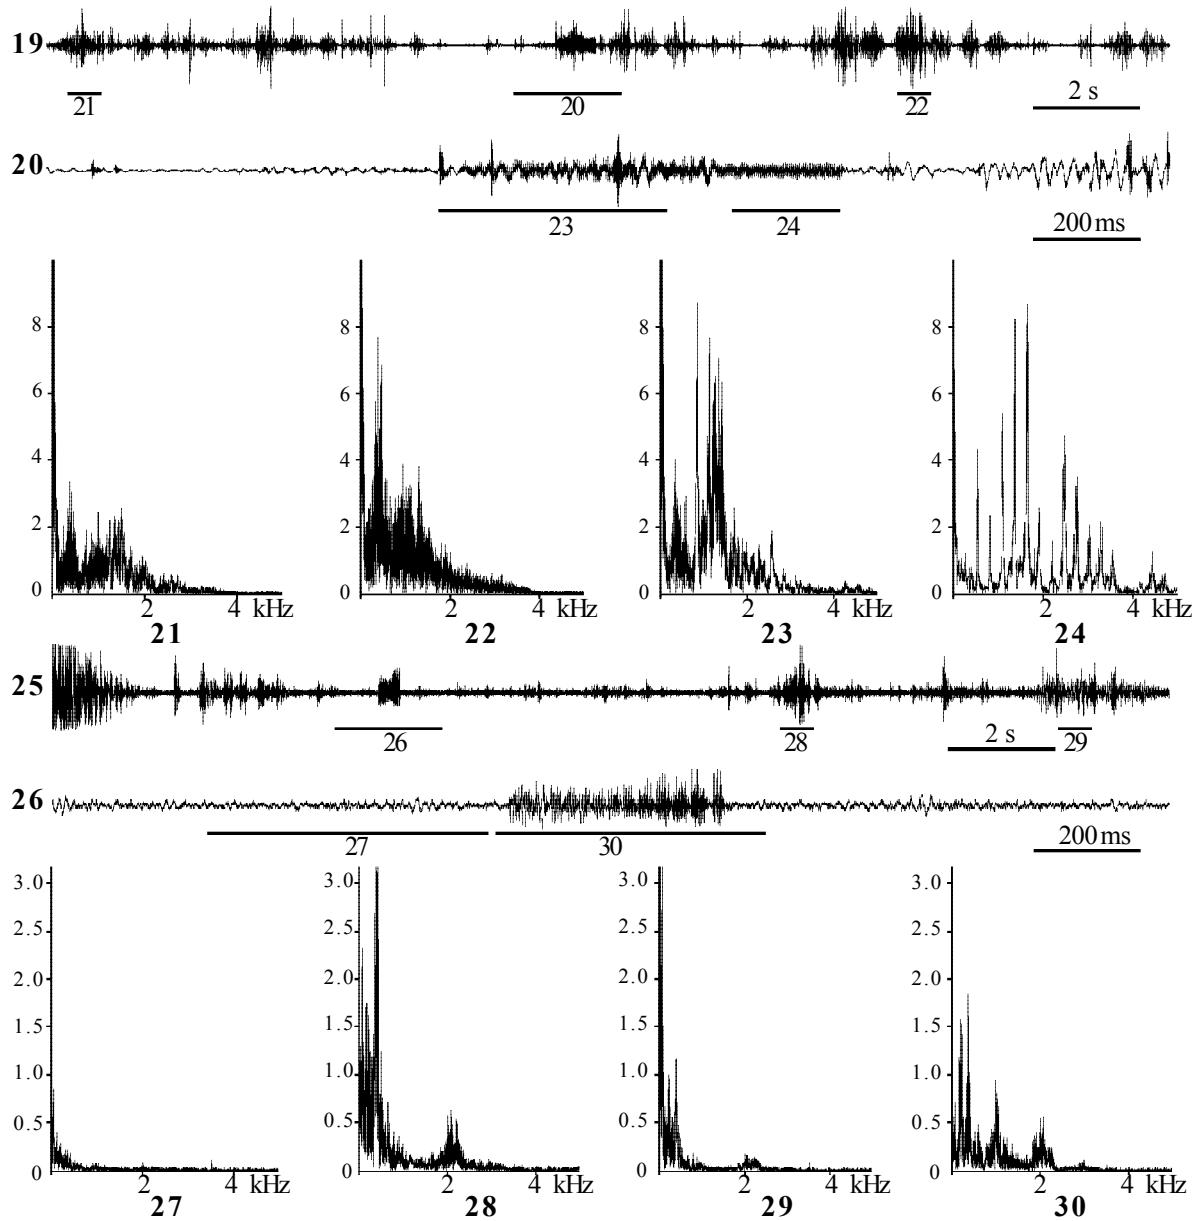 19
21 20 22 2 s
20
23 24 200 ms
8 8 8 8
6 6 6 6
4 4 4 4
2 2 2 2
0 0 0 0
2 4 kHz 2 4 kHz 2 4 kHz 2 4 kHz
21 22 23 24
25
26 28 2 s 29
26
27 30 200 ms
3.0 3.0 3.0 3.0
2.5 2.5 2.5 2.5
2.0 2.0 2.0 2.0
1.5 1.5 1.5 1.5
1.0 1.0 1.0 1.0
0.5 0.5 0.5 0.5
0 0 0 0
2 4 kHz 2 4 kHz 2 4 kHz 2 4 kHz
27 28 29 30